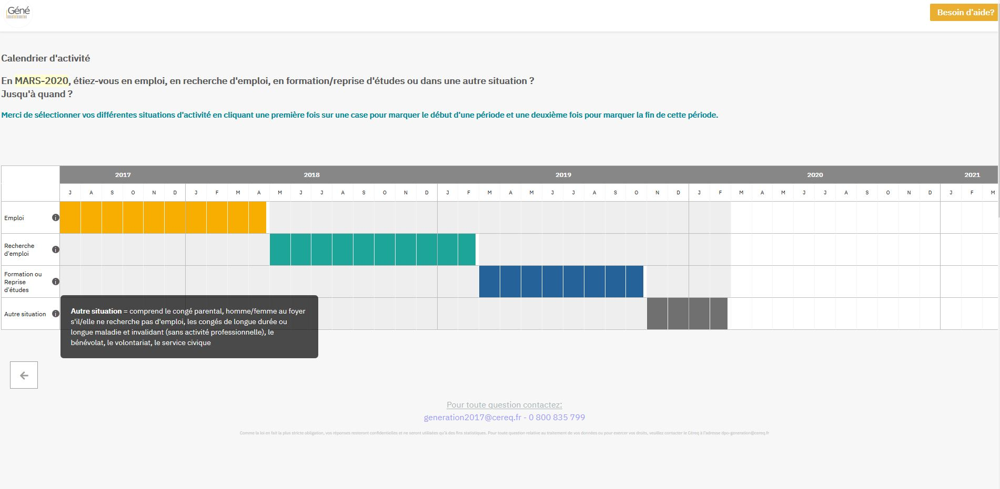 Géné
Besoin d'aide?
Calendrier d'activité
En MARS-2020, étiez-vous en emploi, en recherche d'emploi, en formation/reprise d'études ou dans une autre situation ?
Jusqu'à quand ?
Merci de sélectionner vos différentes situations d'activité en cliquant une première fois sur une case pour marquer le début d'une période et une deuxième fois pour marquer la fin de cette période.
2017 2018 2019 2020 2021
J A S O N D J F M A M J J A S O N D J F M A M J J A S O N D J F M A M J J A S O N D J F M
Emploi
Recherche
d'emploi
Formation ou
Reprise
d'études
Autre situation
Autre situation = comprend le congé parental, homme/femme au foyer
s'il/elle ne recherche pas d'emploi, les congés de longue durée ou
longue maladie et invalidant (sans activité professionnelle), le
bénévolat, le volontariat, le service civique
Pour toute question contactez:
generation2017@cereq.fr - 0 800 835 799
Comme la loi en fait la plus stricte obligation, vos réponses resteront confidentielles et ne seront utilisées qu'à des fins statistiques. Pour toute question relative au traitement de vos données ou pour exercer vos droits, veuillez contacter le Céreq à l'adresse dpo-generation@cereq.fr